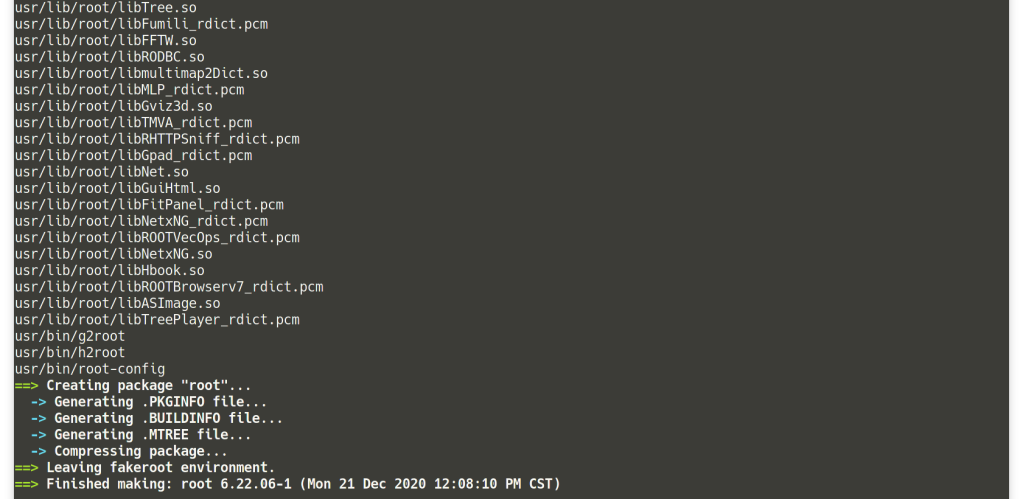 usr/lib/root/libTree.so
usr/lib/root/libFumili_rdict.pcm
usr/lib/root/libFFTW.so
usr/lib/root/libRODBC.so
usr/lib/root/libmultimap2Dict.so
usr/lib/root/libMLP_rdict.pcm
usr/lib/root/libGviz3d.so
usr/lib/root/libTMVA_rdict.pcm
usr/lib/root/libRHTTPSniff_rdict.pcm
usr/lib/root/libGpad_rdict.pcm
usr/lib/root/libNet.so
usr/lib/root/libGuiHtml.so
usr/lib/root/libFitPanel_rdict.pcm
usr/lib/root/libNetxNG_rdict.pcm
usr/lib/root/libROOTVecOps_rdict.pcm
usr/lib/root/libNetxNG.so
usr/lib/root/libHbook.so
usr/lib/root/libROOTBrowserv7_rdict.pcm
usr/lib/root/libASImage.so
usr/lib/root/libTreePlayer_rdict.pcm
usr/bin/g2root
usr/bin/h2root
usr/bin/root-config
==> Creating package "root"...
  -> Generating .PKGINFO file...
  -> Generating .BUILDINFO file...
  -> Generating .MTREE file...
  -> Compressing package...
==> Leaving fakeroot environment.
==> Finished making: root 6.22.06-1 (Mon 21 Dec 2020 12:08:10 PM CST)